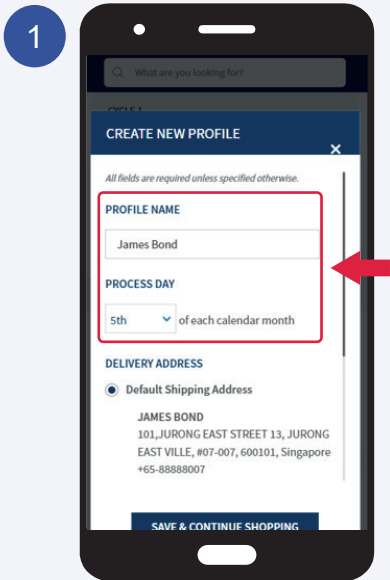 1
What are you looking for?
CYCLE 1
CREATE NEW PROFILE
×
All fields are required unless specified otherwise.
PROFILE NAME
James Bond
PROCESS DAY
5th of each calendar month
DELIVERY ADDRESS
Default Shipping Address
JAMES BOND
101,JURONG EAST STREET 13, JURONG
EAST VILLE, #07-007, 600101, Singapore
+65-88888007
SAVE & CONTINUE SHOPPING